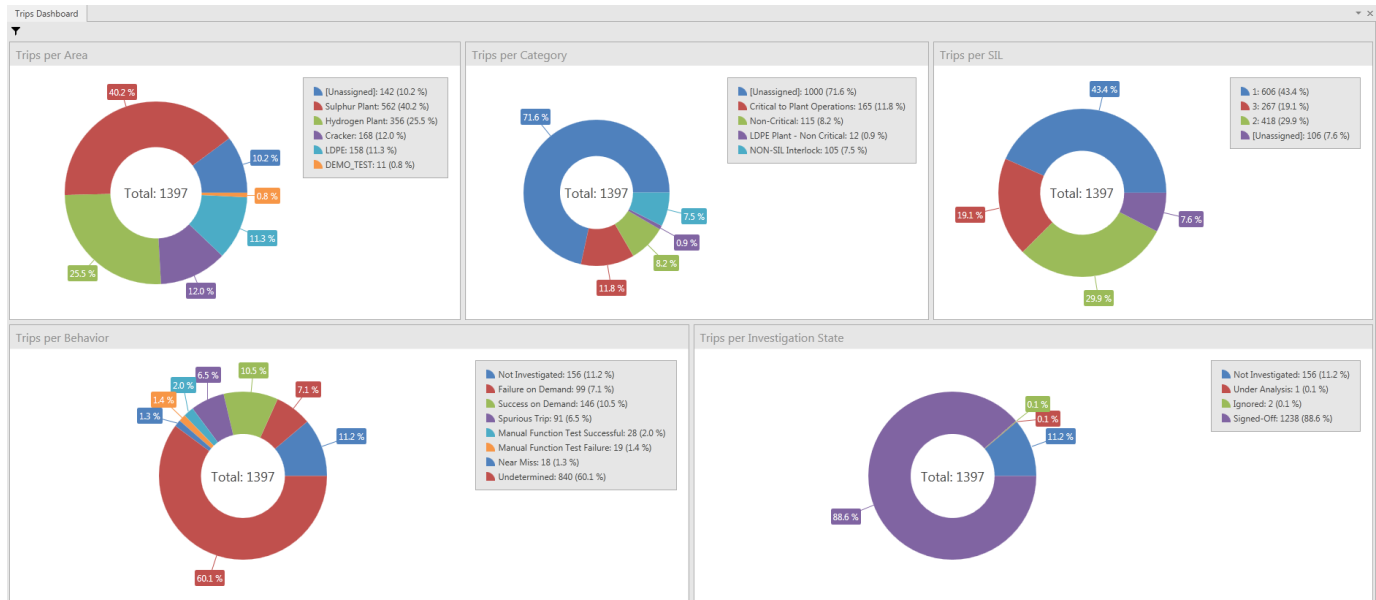 Trips Dashboard
Trips per Area
40.2 %
10.2 %
0.8 %
11.3 %
12.0 %
25.5 %
Total: 1397
[Unassigned]: 142 (10.2 %)
Sulphur Plant: 562 (40.2 %)
Hydrogen Plant: 356 (25.5 %)
Cracker: 168 (12.0 %)
LDPE: 158 (11.3 %)
DEMO_TEST: 11 (0.8 %)
Trips per Category
71.6 %
7.5 %
0.9 %
8.2 %
11.8 %
Total: 1397
[Unassigned]: 1000 (71.6 %)
Critical to Plant Operations: 165 (11.8 %)
Non-Critical: 115 (8.2 %)
LDPE Plant - Non Critical: 12 (0.9 %)
NON-SIL Interlock: 105 (7.5 %)
Trips per SIL
43.4 %
19.1 %
7.6 %
29.9 %
Total: 1397
1: 606 (43.4 %)
3: 267 (19.1 %)
2: 418 (29.9 %)
[Unassigned]: 106 (7.6 %)
Trips per Behavior
10.5 %
6.5 %
2.0 %
1.4 %
1.3 %
7.1 %
11.2 %
60.1 %
Total: 1397
Not Investigated: 156 (11.2 %)
Failure on Demand: 99 (7.1 %)
Success on Demand: 146 (10.5 %)
Spurious Trip: 91 (6.5 %)
Manual Function Test Successful: 28 (2.0 %)
Manual Function Test Failure: 19 (1.4 %)
Near Miss: 18 (1.3 %)
Undetermined: 840 (60.1 %)
Trips per Investigation State
0.1 %
0.1 %
11.2 %
88.6 %
Total: 1397
Not Investigated: 156 (11.2 %)
Under Analysis: 1 (0.1 %)
Ignored: 2 (0.1 %)
Signed-Off: 1238 (88.6 %)